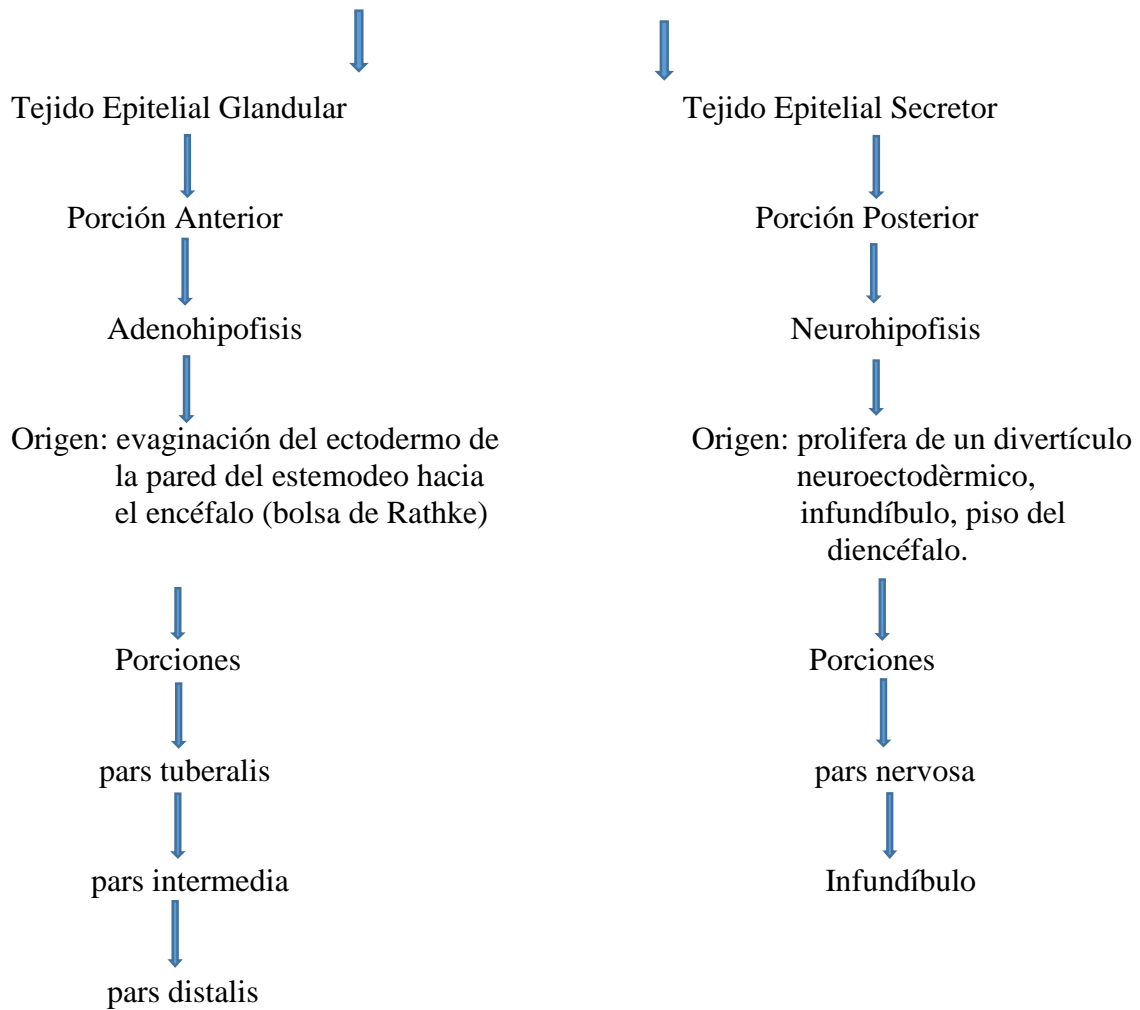 Tejido Epitelial Glandular
Tejido Epitelial Secretor
Porción Anterior
Porción Posterior
Adenohipofisis
Neurohipofisis
Origen: evaginación del ectodermo de
la pared del estemodeo hacia
el encéfalo (bolsa de Rathke)
Origen: prolifera de un divertículo
neuroectodèrmico,
infundíbulo, piso del
diencéfalo.
Porciones
Porciones
pars tuberalis
pars nervosa
pars intermedia
Infundíbulo
pars distalis